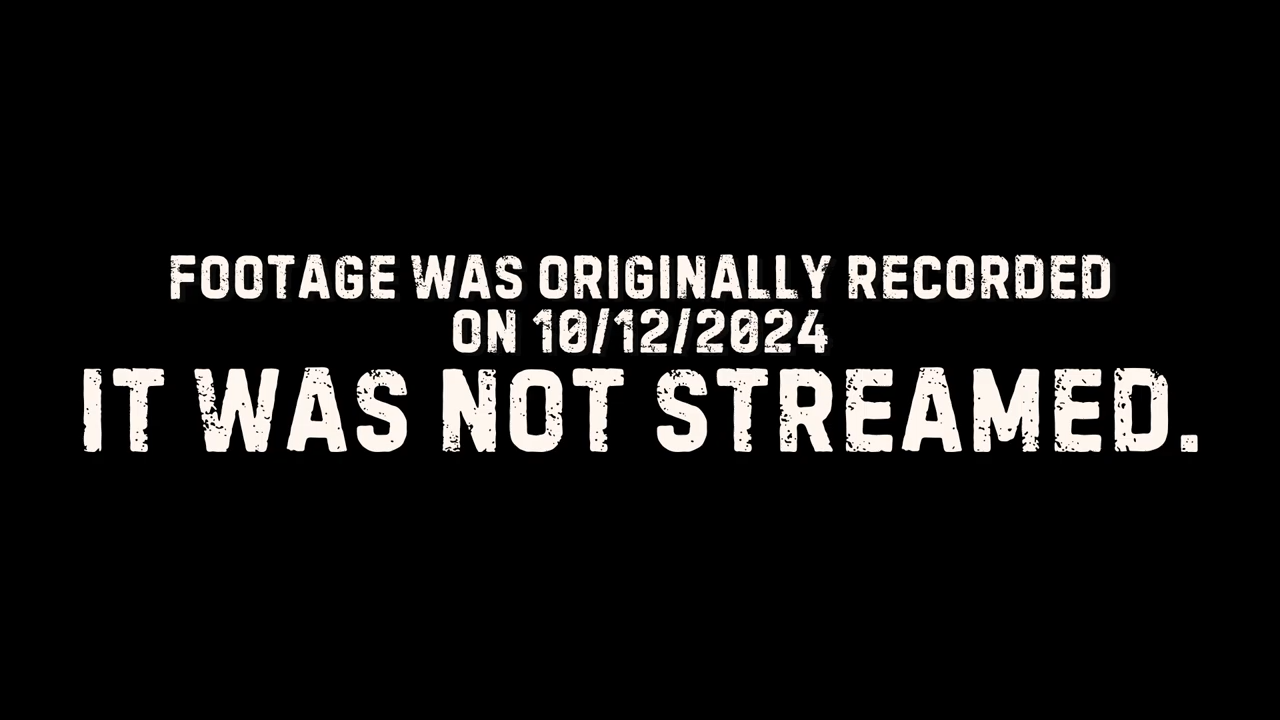 FOOTAGE WAS ORIGINALLY RECORDED
ON 10/12/2024
IT WAS NOT STREAMED.